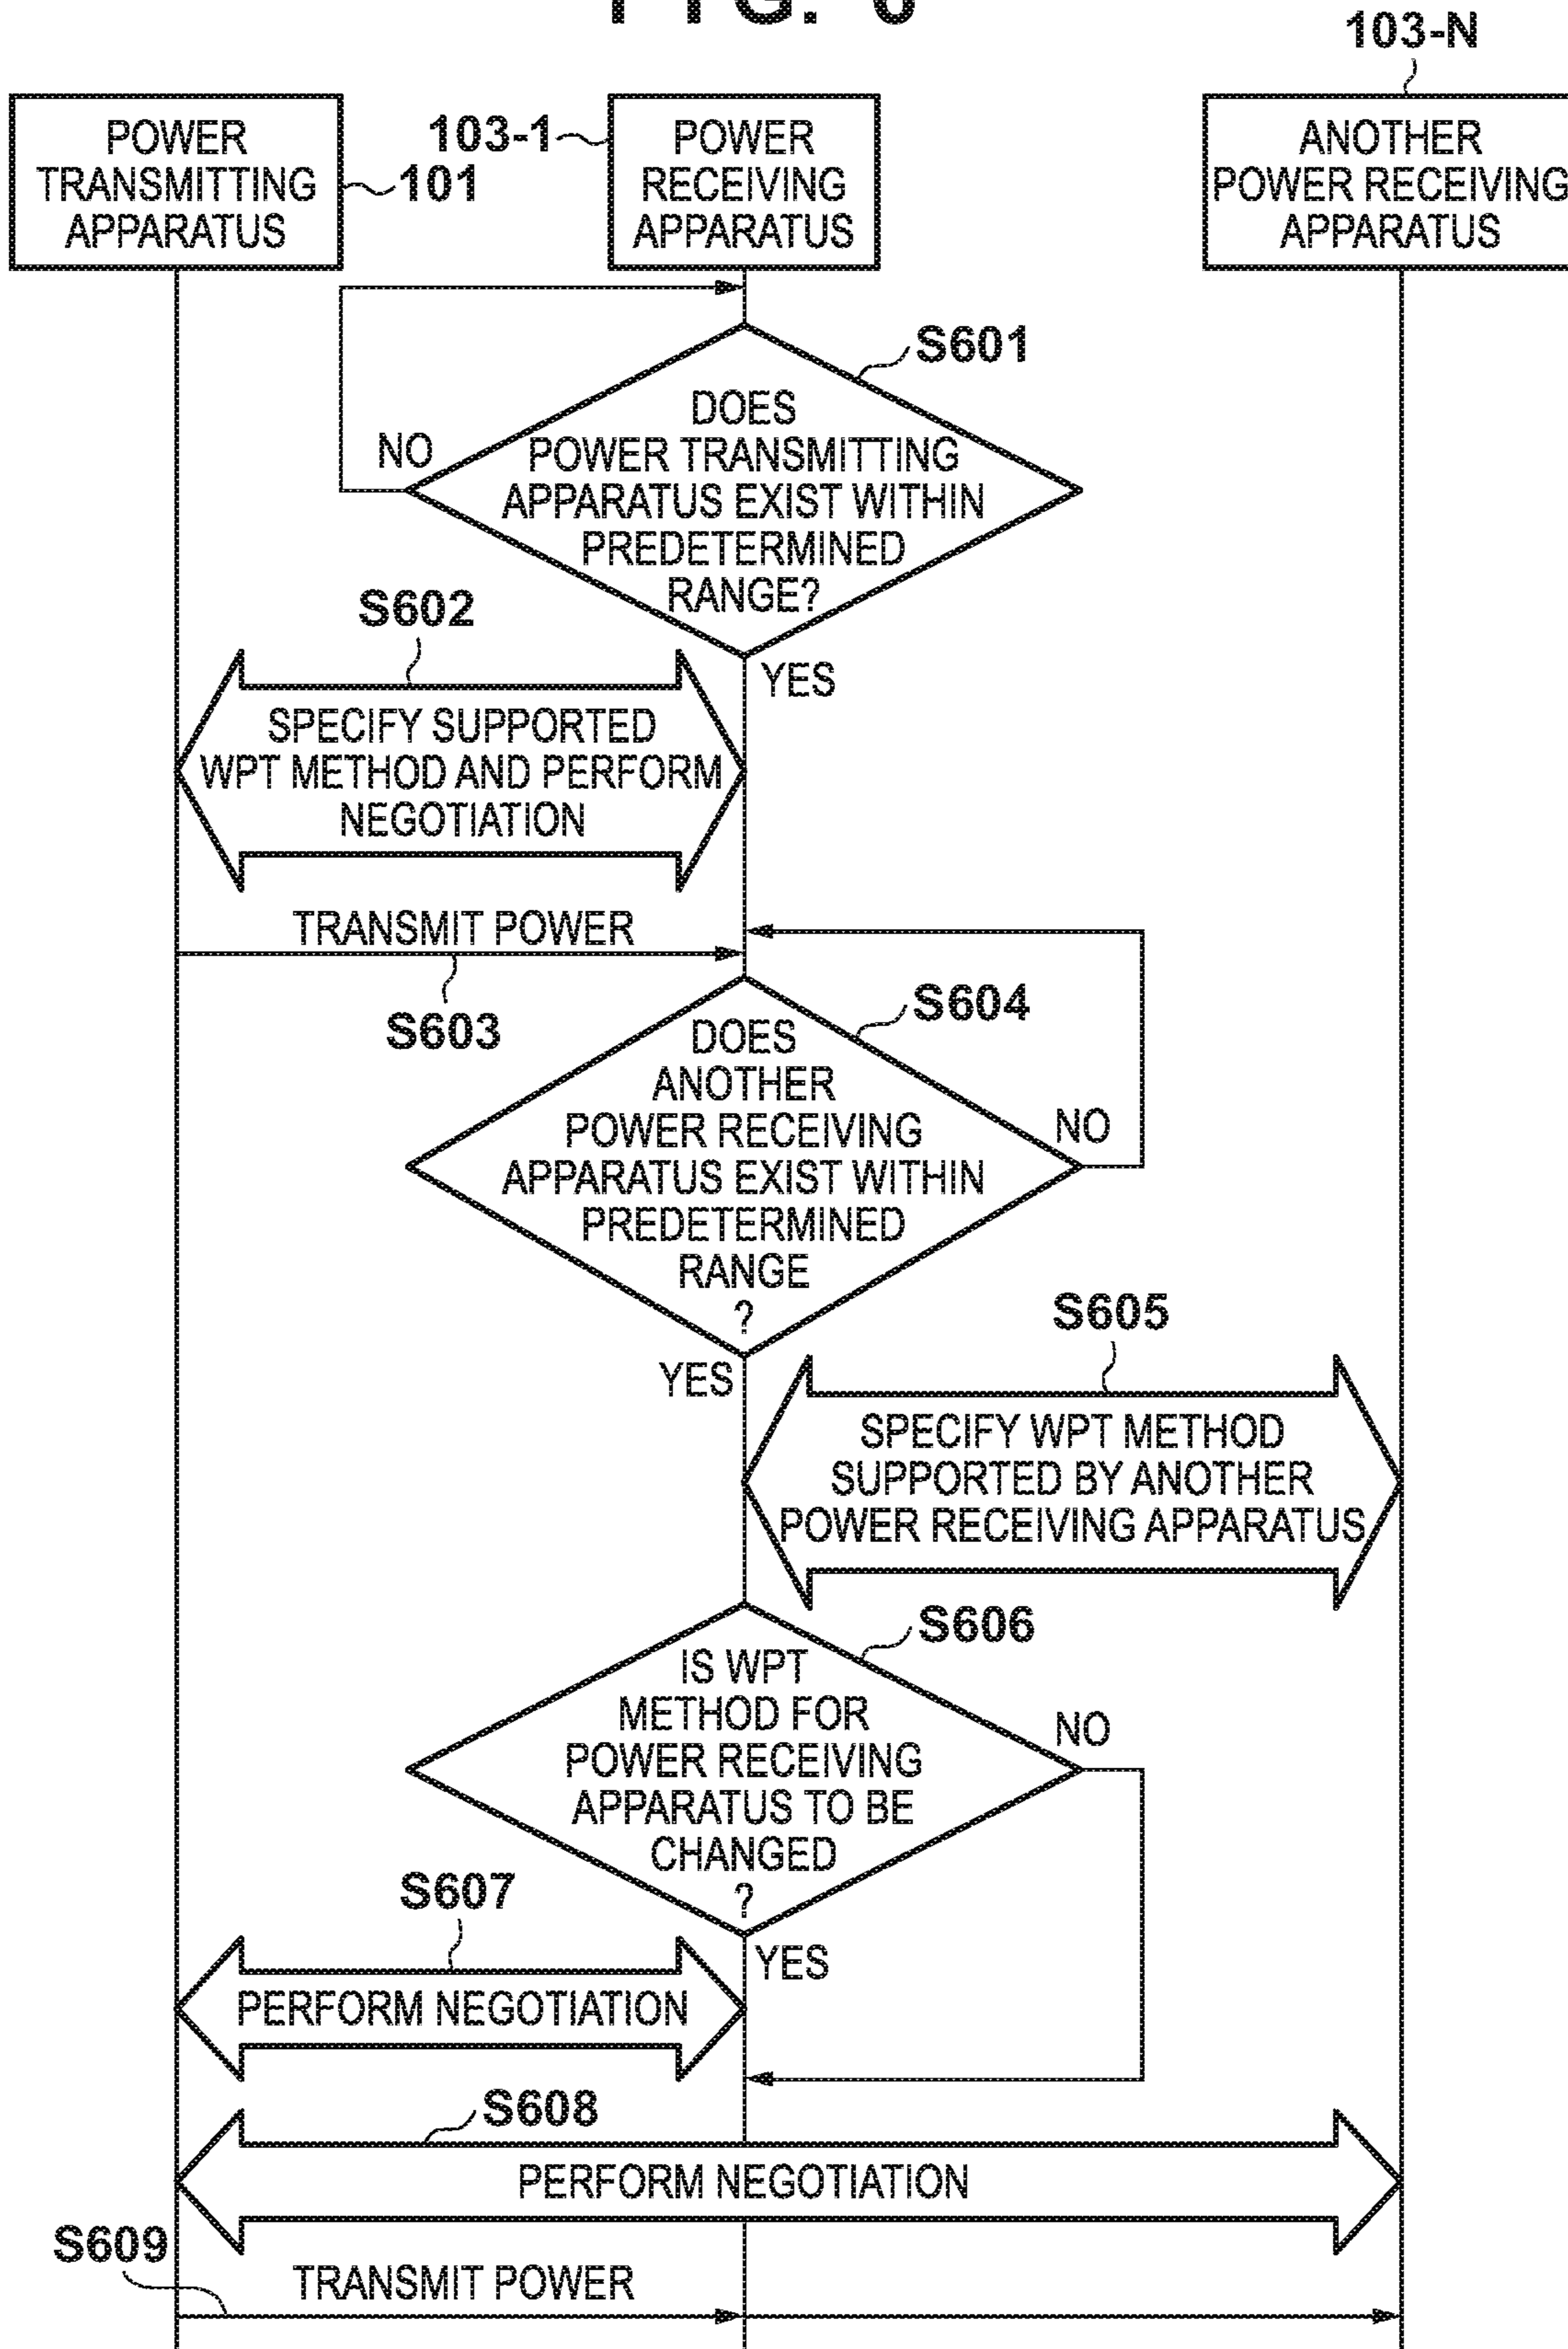 FIG. 6
103-N
POWER
TRANSMITTING
APPARATUS
101
103-1
POWER
RECEIVING
APPARATUS
ANOTHER
POWER RECEIVING
APPARATUS
S601
DOES
POWER TRANSMITTING
APPARATUS EXIST WITHIN
PREDETERMINED
RANGE?
NO
YES
S602
SPECIFY SUPPORTED
WPT METHOD AND PERFORM
NEGOTIATION
TRANSMIT POWER
S603
S604
DOES
ANOTHER
POWER RECEIVING
APPARATUS EXIST WITHIN
PREDETERMINED
RANGE
?
NO
YES
S605
SPECIFY WPT METHOD
SUPPORTED BY ANOTHER
POWER RECEIVING APPARATUS
S606
IS WPT
METHOD FOR
POWER RECEIVING
APPARATUS TO BE
CHANGED
?
NO
YES
S607
PERFORM NEGOTIATION
S608
PERFORM NEGOTIATION
S609
TRANSMIT POWER